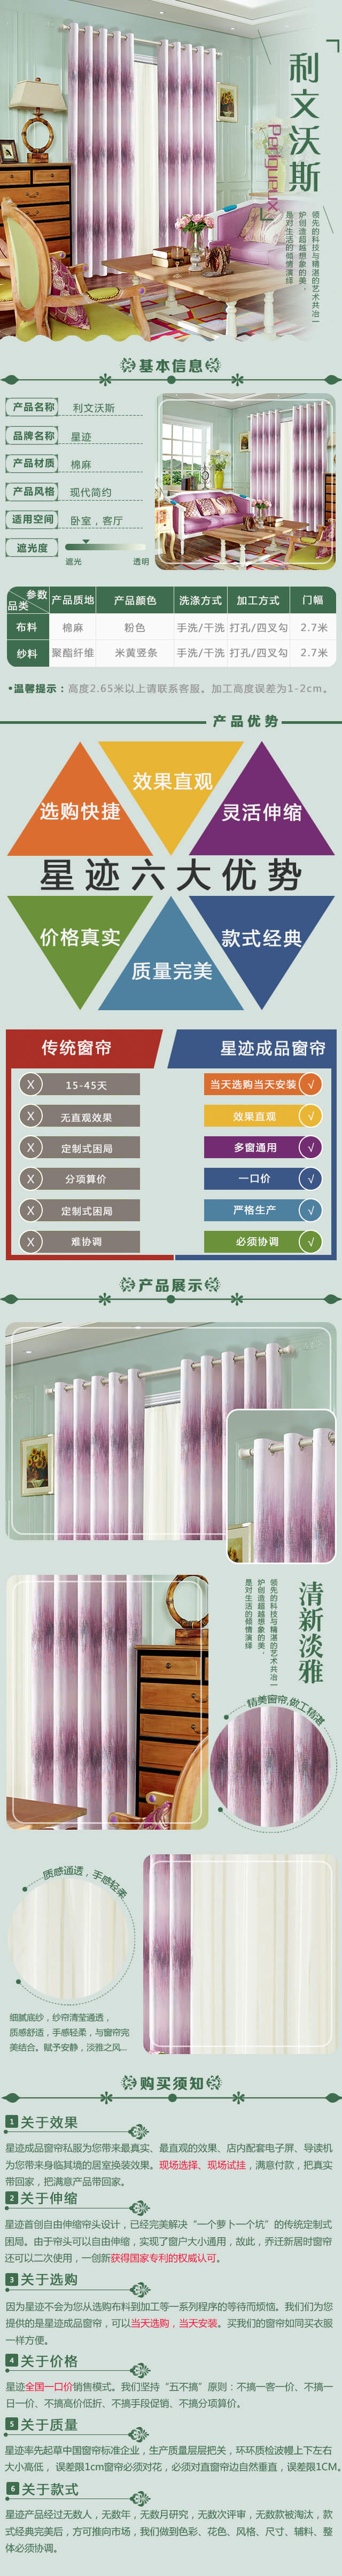 利文沃斯
Perigueux
领先的科技与精湛的艺术共冶一
炉创造超越想象的美，
是对生活的倾情演绎
基本信息
产品名称 利文沃斯
品牌名称 星迹
产品材质 棉麻
产品风格 现代简约
适用空间 卧室，客厅
遮光度
遮光 透明
参数 品类 产品质地 产品颜色 洗涤方式 加工方式 门幅
布料 棉麻 粉色 手洗/干洗 打孔/四叉勾 2.7米
纱料 聚酯纤维 米黄竖条 手洗/干洗 打孔/四叉勾 2.7米
▪温馨提示：高度2.65米以上请联系客服。加工高度误差为1-2cm。
产品优势
选购快捷
效果直观
灵活伸缩
星迹六大优势
价格真实
质量完美
款式经典
传统窗帘 星迹成品窗帘
X 15-45天 当天选购当天安装 √
X 无直观效果 效果直观 √
X 定制式困局 多窗通用 √
X 分项算价 一口价 √
X 定制式困局 严格生产 √
X 难协调 必须协调 √
产品展示
清新淡雅
领先的科技与精湛的艺术共冶一
炉创造超越想象的美，
是对生活的倾情演绎
精美窗帘,做工精湛
质感通透，手感轻柔
细腻底纱，纱帘清莹通透，
质感舒适，手感轻柔，与窗帘完
美结合。赋予安静，淡雅之风...
购买须知
1 关于效果
星迹成品窗帘私服为您带来最真实、最直观的效果、店内配套电子屏、导读机
为您带来身临其境的居室换装效果。现场选择、现场试挂，满意付款，把真实
带回家，把满意产品带回家。
2 关于伸缩
星迹首创自由伸缩帘头设计，已经完美解决“一个萝卜一个坑”的传统定制式
困局。由于帘头可以自由伸缩，实现了窗户大小通用，故此，乔迁新居时窗帘
还可以二次使用，一创新获得国家专利的权威认可。
3 关于选购
因为星迹不会为您从选购布料到加工等一系列程序的等待而烦恼。我们们为您
提供的是星迹成品窗帘，可以当天选购，当天安装。买我们的窗帘如同买衣服
一样方便。
4 关于价格
星迹全国一口价销售模式。我们坚持“五不搞”原则：不搞一客一价、不搞一
日一价、不搞高价低折、不搞手段促销、不搞分项算价。
5 关于质量
星迹率先起草中国窗帘标准企业，生产质量层层把关，环环质检波幔上下左右
大小高低，误差限1cm窗帘必须对花，必须对直窗帘边自然垂直，误差限1CM。
6 关于款式
星迹产品经过无数人，无数年，无数月研究，无数次评审，无数款被淘汰，款
式经典完美后，方可推向市场，我们做到色彩、花色、风格、尺寸、辅料、整
体必须协调。